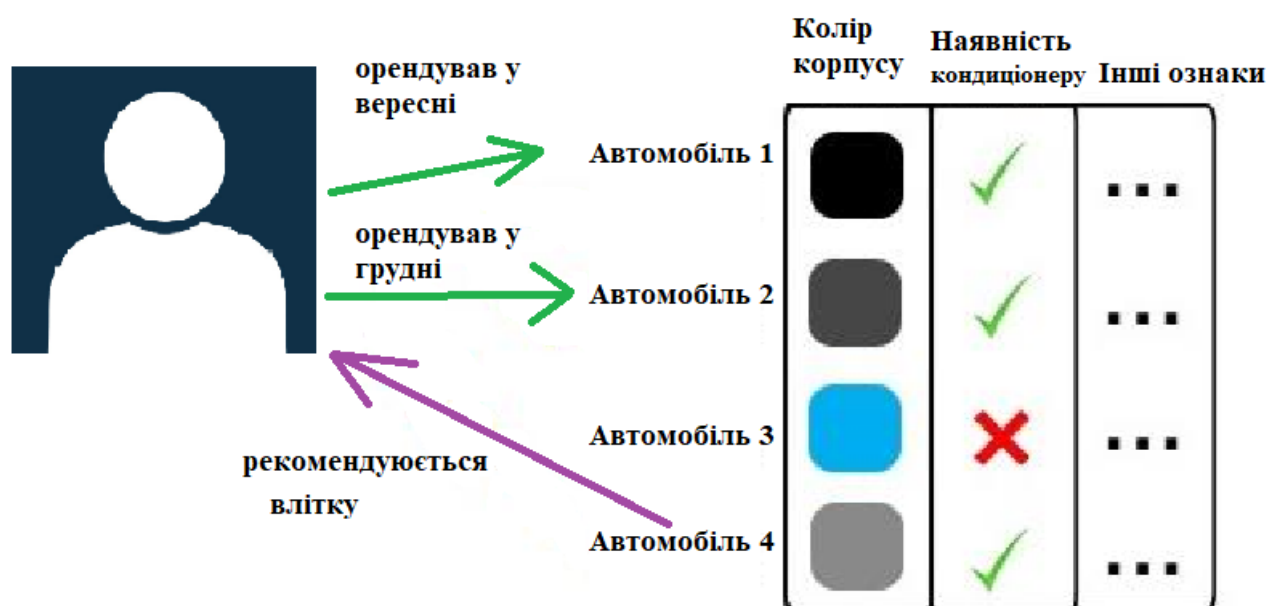 Колір
корпусу
Наявність
кондиціонеру
Інші ознаки
орендував у
вересні
Автомобіль 1
орендував у
грудні
Автомобіль 2
Автомобіль 3
рекомендуюється
влітку
Автомобіль 4